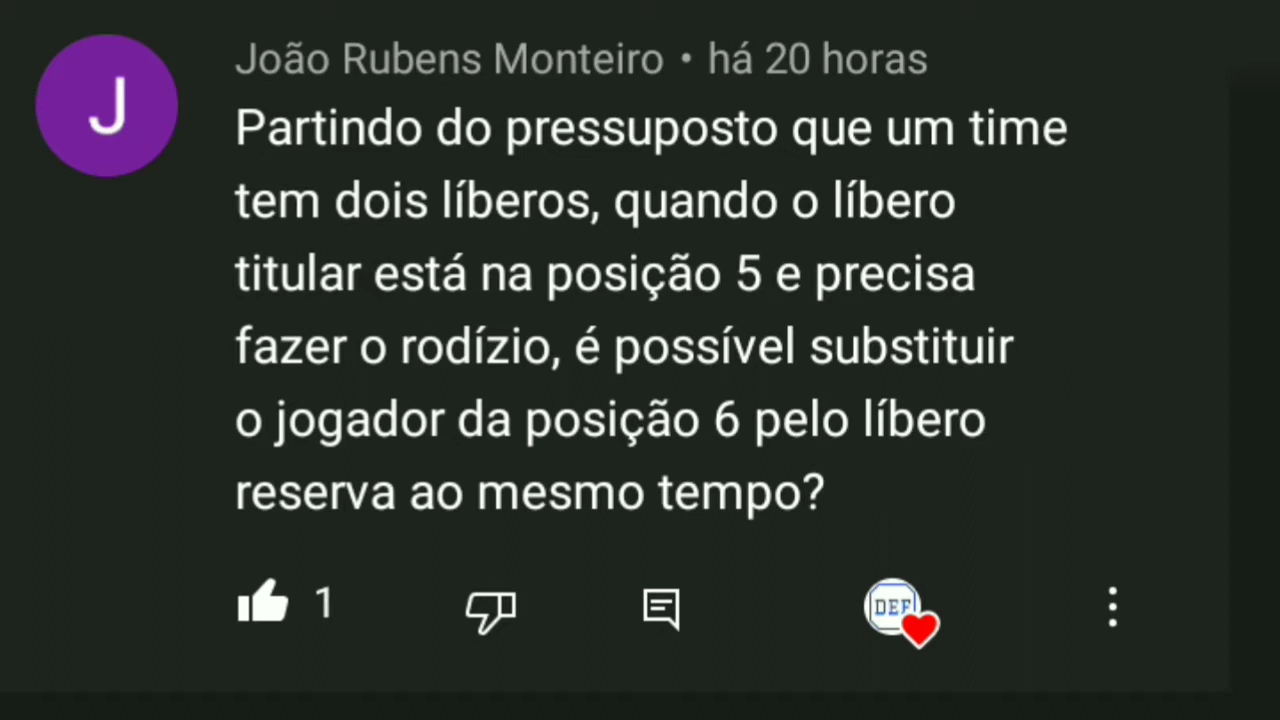 J
João Rubens Monteiro • há 20 horas
Partindo do pressuposto que um time
tem dois líberos, quando o líbero
titular está na posição 5 e precisa
fazer o rodízio, é possível substituir
o jogador da posição 6 pelo líbero
reserva ao mesmo tempo?
1
DEF